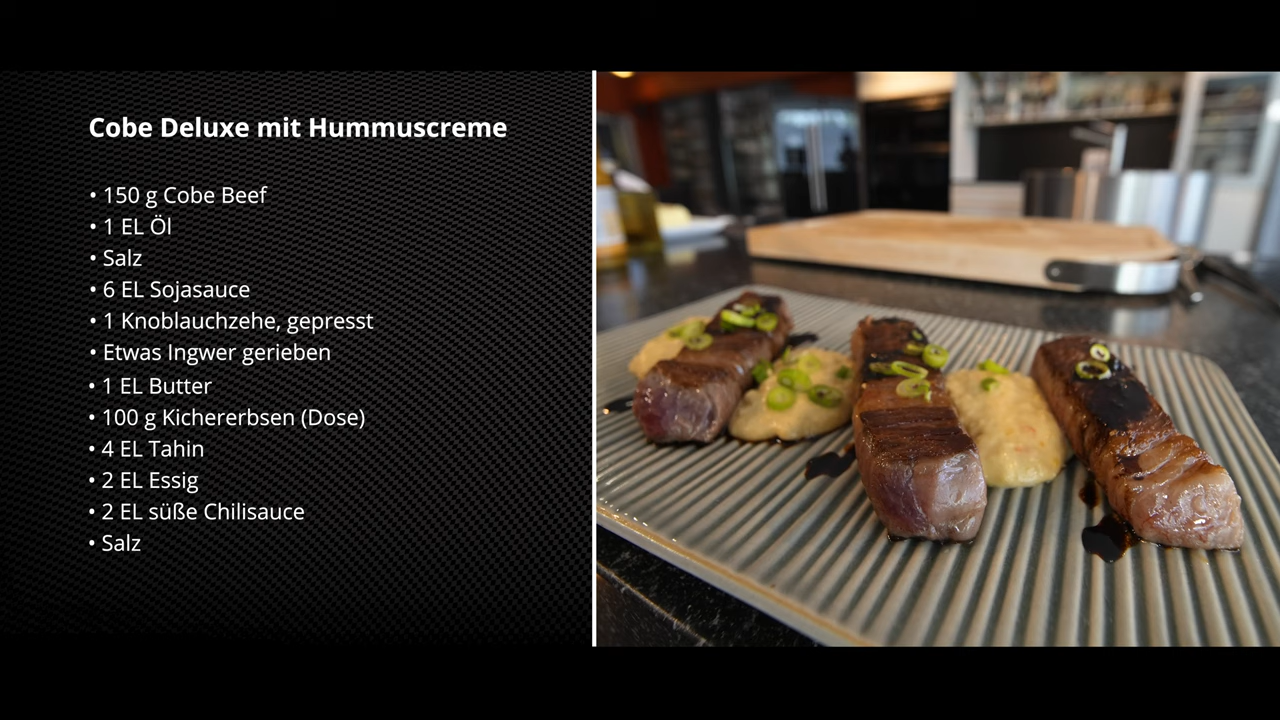 Cobe Deluxe mit Hummuscreme
• 150 g Cobe Beef
• 1 EL Öl
• Salz
• 6 EL Sojasauce
• 1 Knoblauchzehe, gepresst
• Etwas Ingwer gerieben
• 1 EL Butter
• 100 g Kichererbsen (Dose)
• 4 EL Tahin
• 2 EL Essig
• 2 EL süße Chilisauce
• Salz